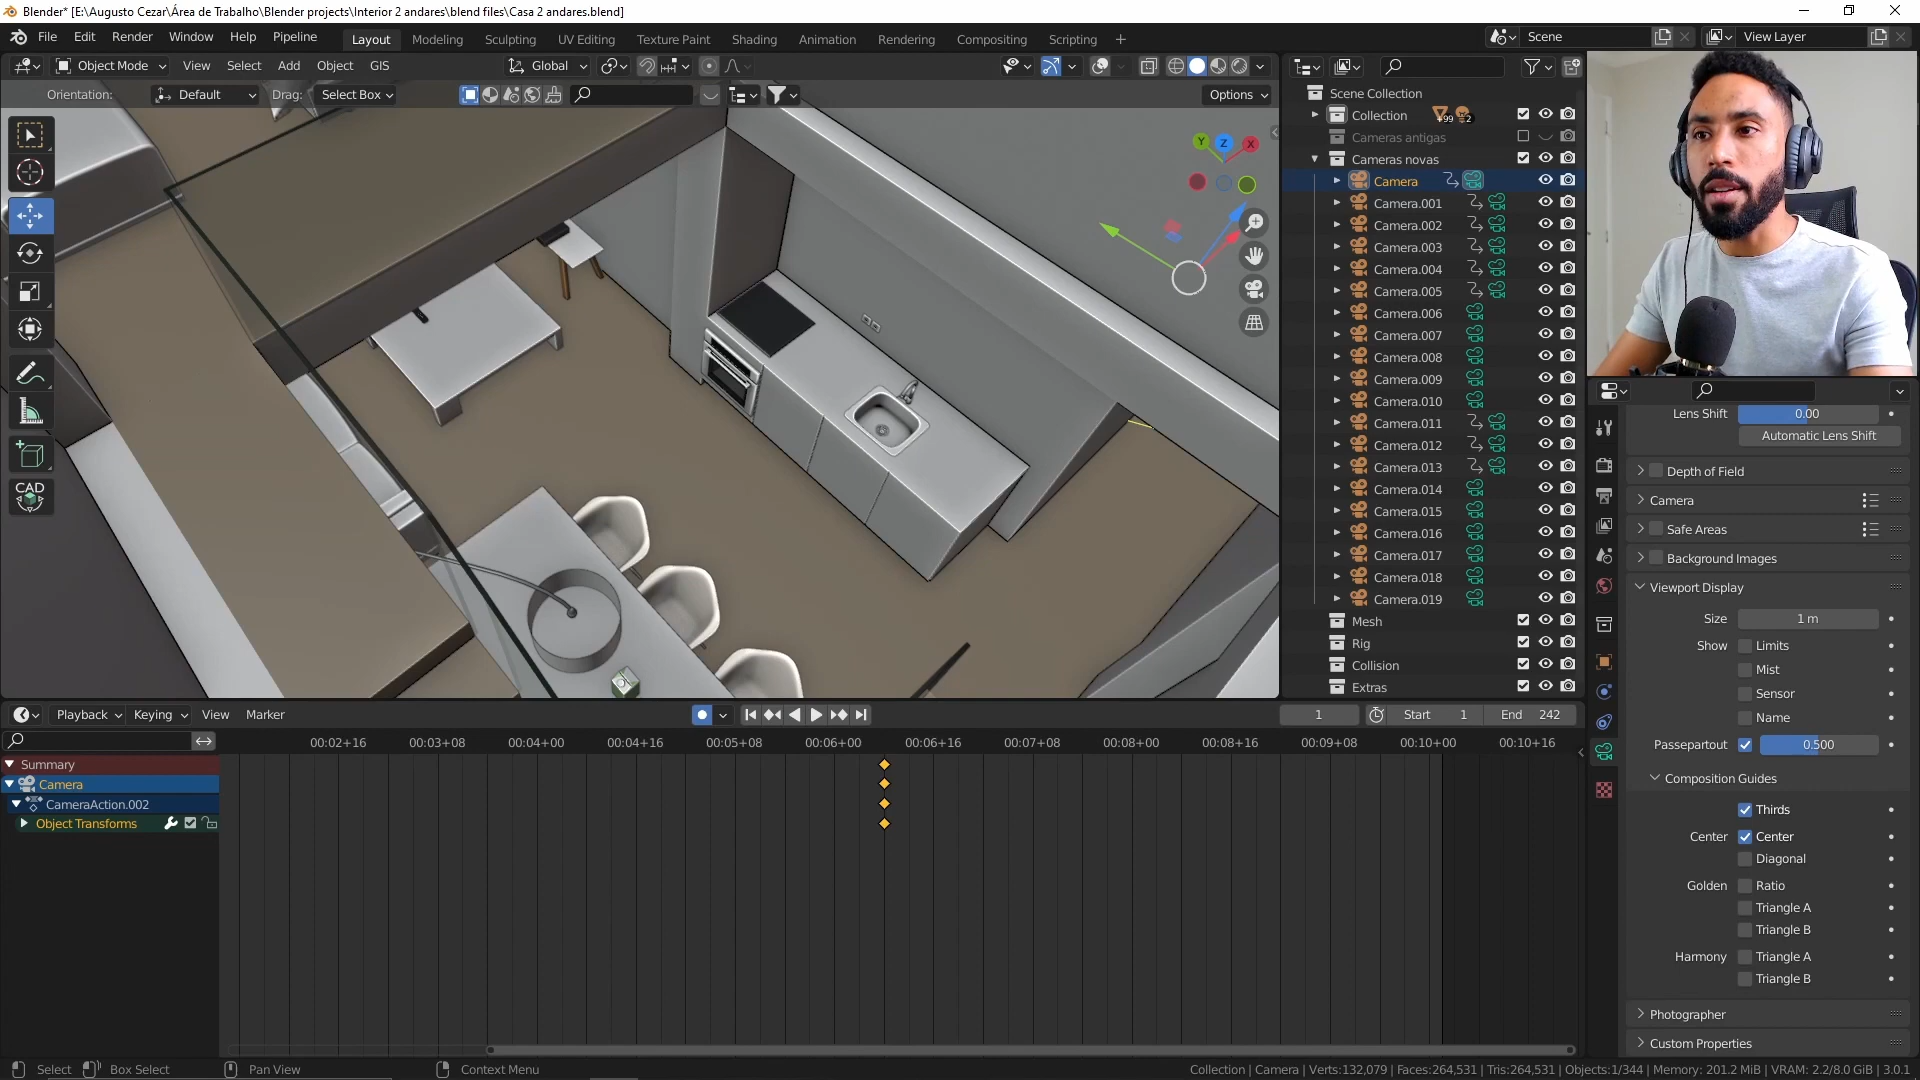 Blender* [E:\Augusto Cezar\Área de Trabalho\Blender projects\Interior 2 andares\blend files\Casa 2 andares.blend]
File Edit Render Window Help Pipeline Layout Modeling Sculpting UV Editing Texture Paint Shading Animation Rendering Compositing Scripting + Scene View Layer
Object Mode View Select Add Object GIS Global
Orientation: Default Drag: Select Box Options
Y Z X
CAD
Scene Collection
Collection +99 2
Cameras antigas
Cameras novas
Camera
Camera.001
Camera.002
Camera.003
Camera.004
Camera.005
Camera.006
Camera.007
Camera.008
Camera.009
Camera.010
Camera.011
Camera.012
Camera.013
Camera.014
Camera.015
Camera.016
Camera.017
Camera.018
Camera.019
Mesh
Rig
Collision
Extras
Lens Shift 0.00
Automatic Lens Shift
Depth of Field
Camera
Safe Areas
Background Images
Viewport Display
Size 1 m
Show Limits
Mist
Sensor
Name
Passepartout 0.500
Composition Guides
Thirds
Center Center
Diagonal
Golden Ratio
Triangle A
Triangle B
Harmony Triangle A
Triangle B
Photographer
Custom Properties
Playback Keying View Marker 1 Start 1 End 242
00:02+16 00:03+08 00:04+00 00:04+16 00:05+08 00:06+00 00:06+16 00:07+08 00:08+00 00:08+16 00:09+08 00:10+00 00:10+16
Summary
Camera
CameraAction.002
Object Transforms
Select Box Select Pan View Context Menu Collection | Camera | Verts:132,079 | Faces:264,531 | Tris:264,531 | Objects:1/344 | Memory: 201.2 MiB | VRAM: 2.2/8.0 GiB | 3.0.1